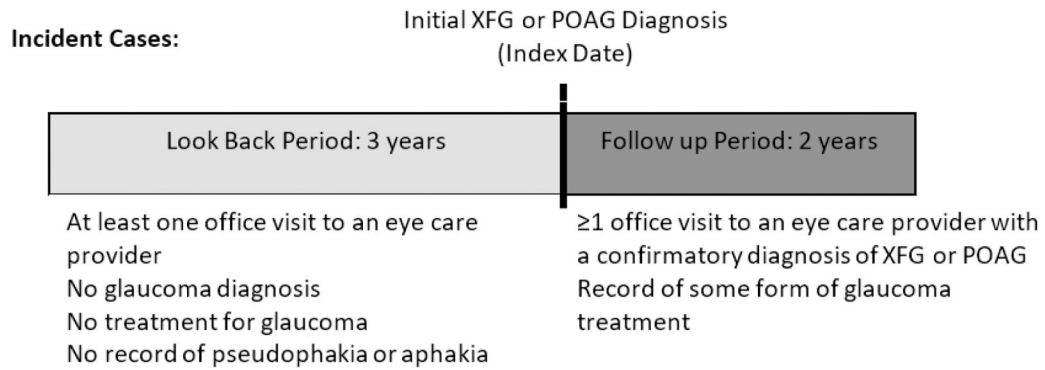 Initial XFG or POAG Diagnosis
(Index Date)
Incident Cases:
Look Back Period: 3 years
Follow up Period: 2 years
At least one office visit to an eye care
provider
No glaucoma diagnosis
No treatment for glaucoma
No record of pseudophakia or aphakia
≥1 office visit to an eye care provider with
a confirmatory diagnosis of XFG or POAG
Record of some form of glaucoma
treatment